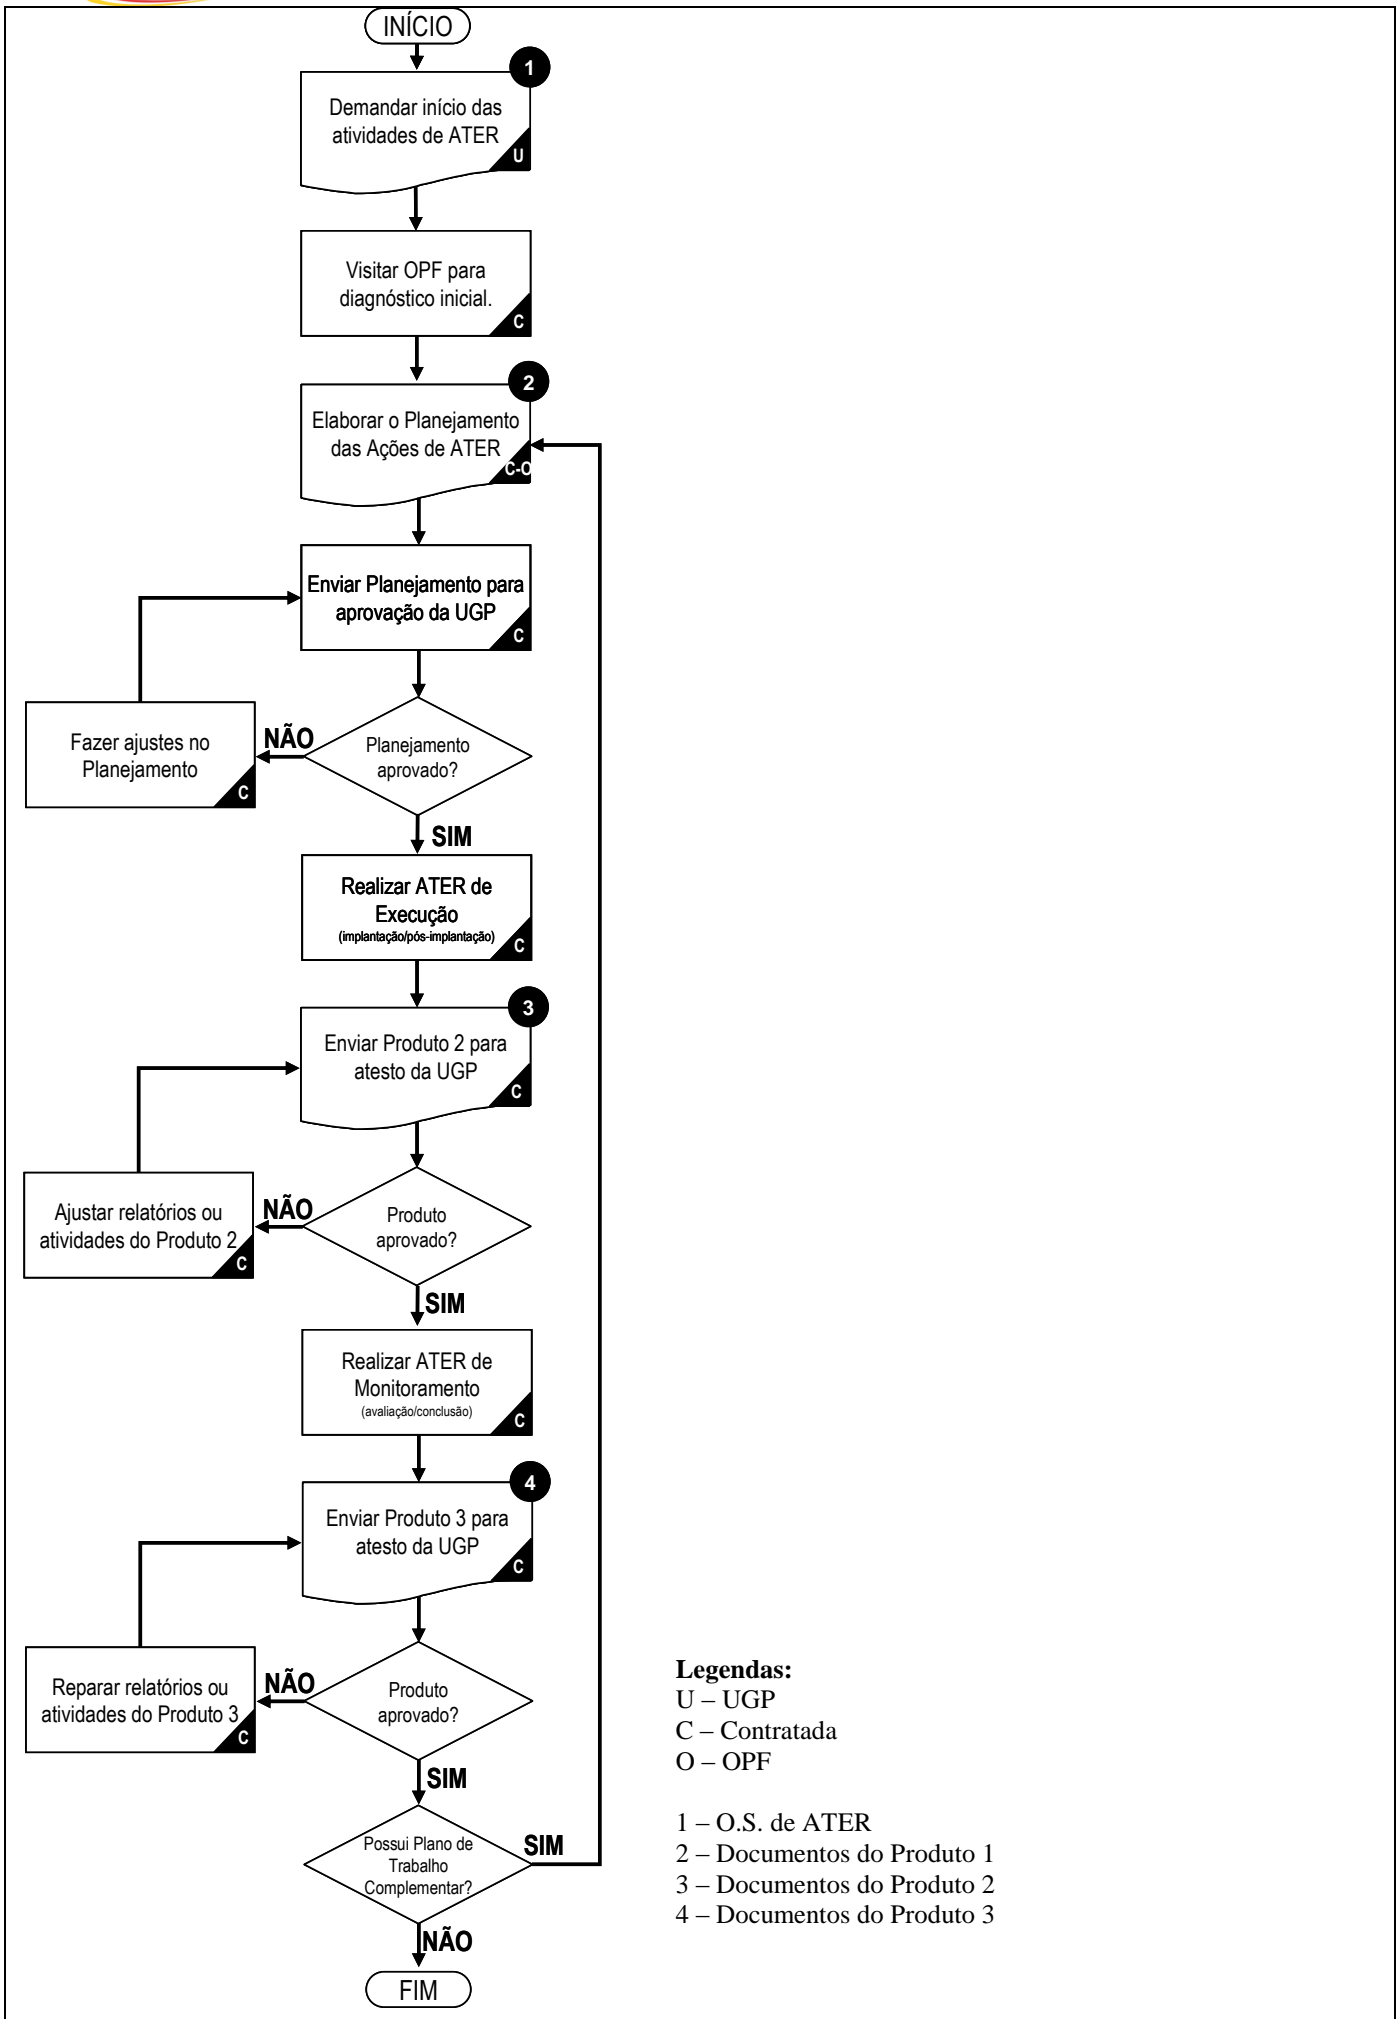 INÍCIO
1
Demandar início das
atividades de ATER
U
Visitar OPF para
diagnóstico inicial.
C
2
Elaborar o Planejamento
das Ações de ATER
C-O
Enviar Planejamento para
aprovação da UGP
C
Fazer ajustes no
Planejamento
C
NÃO
Planejamento
aprovado?
SIM
Realizar ATER de
Execução
(implantação/pós-implantação)
C
3
Enviar Produto 2 para
atesto da UGP
C
Ajustar relatórios ou
atividades do Produto 2
C
NÃO
Produto
aprovado?
SIM
Realizar ATER de
Monitoramento
(avaliação/conclusão)
C
4
Enviar Produto 3 para
atesto da UGP
C
Reparar relatórios ou
atividades do Produto 3
C
NÃO
Produto
aprovado?
SIM
Possui Plano de
Trabalho
Complementar?
SIM
NÃO
FIM
Legendas:
U – UGP
C – Contratada
O – OPF
1 – O.S. de ATER
2 – Documentos do Produto 1
3 – Documentos do Produto 2
4 – Documentos do Produto 3